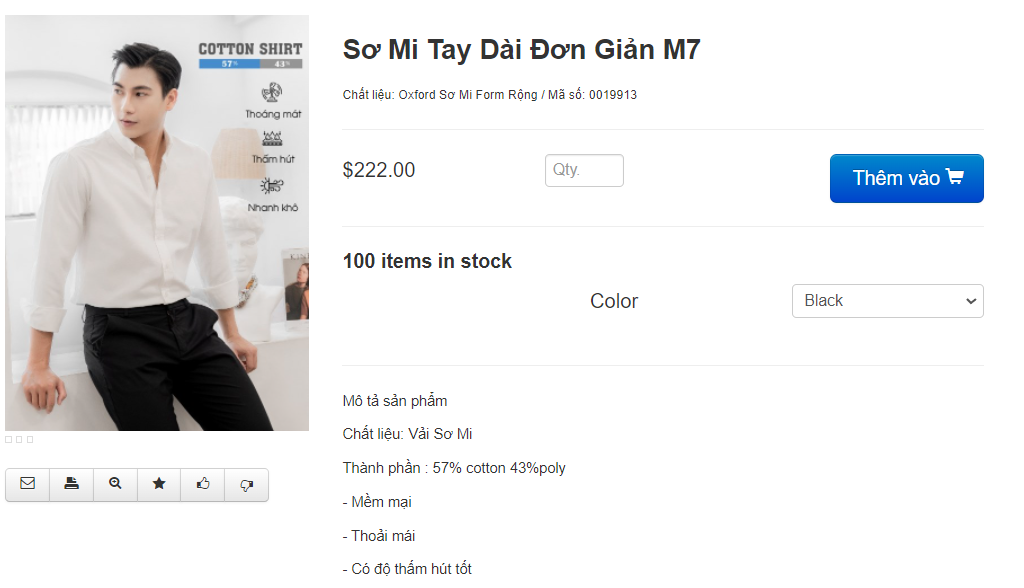 COTTON SHIRT
57% 43%
Thoáng mát
Thấm hút
Nhanh khô
Sơ Mi Tay Dài Đơn Giản M7
Chất liệu: Oxford Sơ Mi Form Rộng / Mã số: 0019913
$222.00
Qty.
Thêm vào
100 items in stock
Color
Black
Mô tả sản phẩm
Chất liệu: Vải Sơ Mi
Thành phần : 57% cotton 43%poly
- Mềm mại
- Thoải mái
- Có độ thấm hút tốt